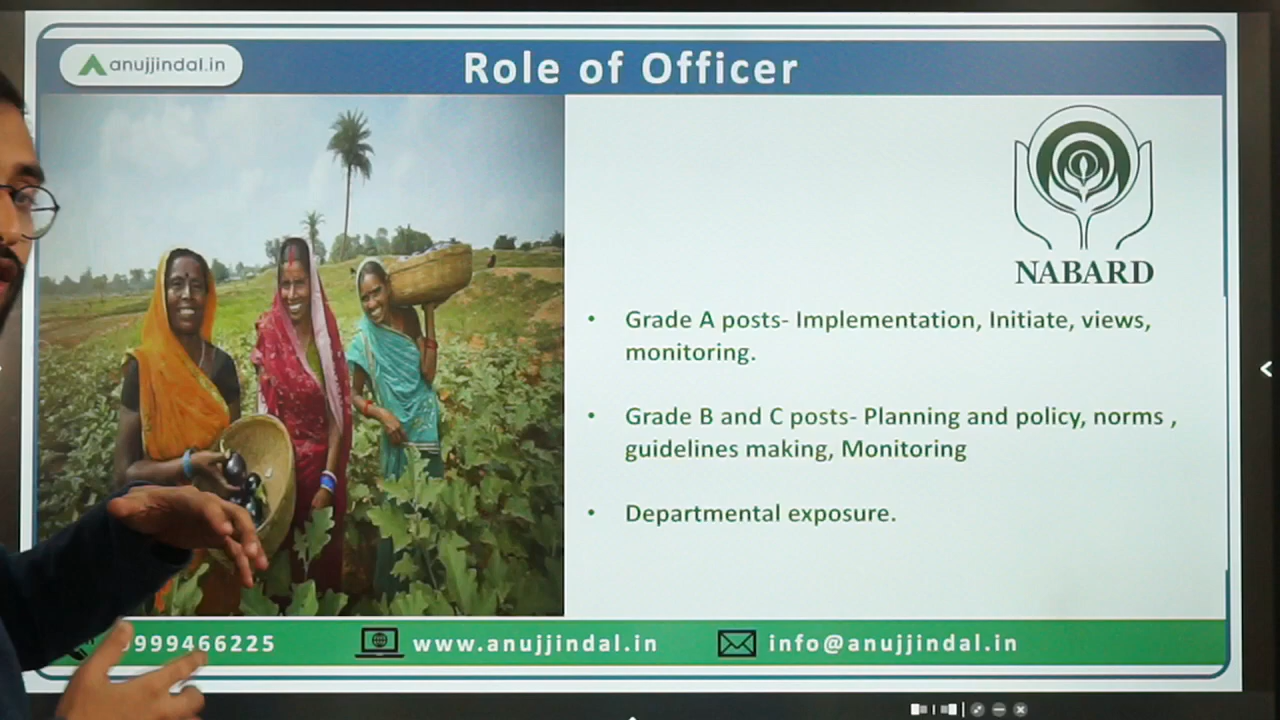 anujjindal.in
Role of Officer
NABARD
• Grade A posts- Implementation, Initiate, views,
monitoring.
• Grade B and C posts- Planning and policy, norms ,
guidelines making, Monitoring
• Departmental exposure.
9999466225
www.anujjindal.in
info@anujjindal.in